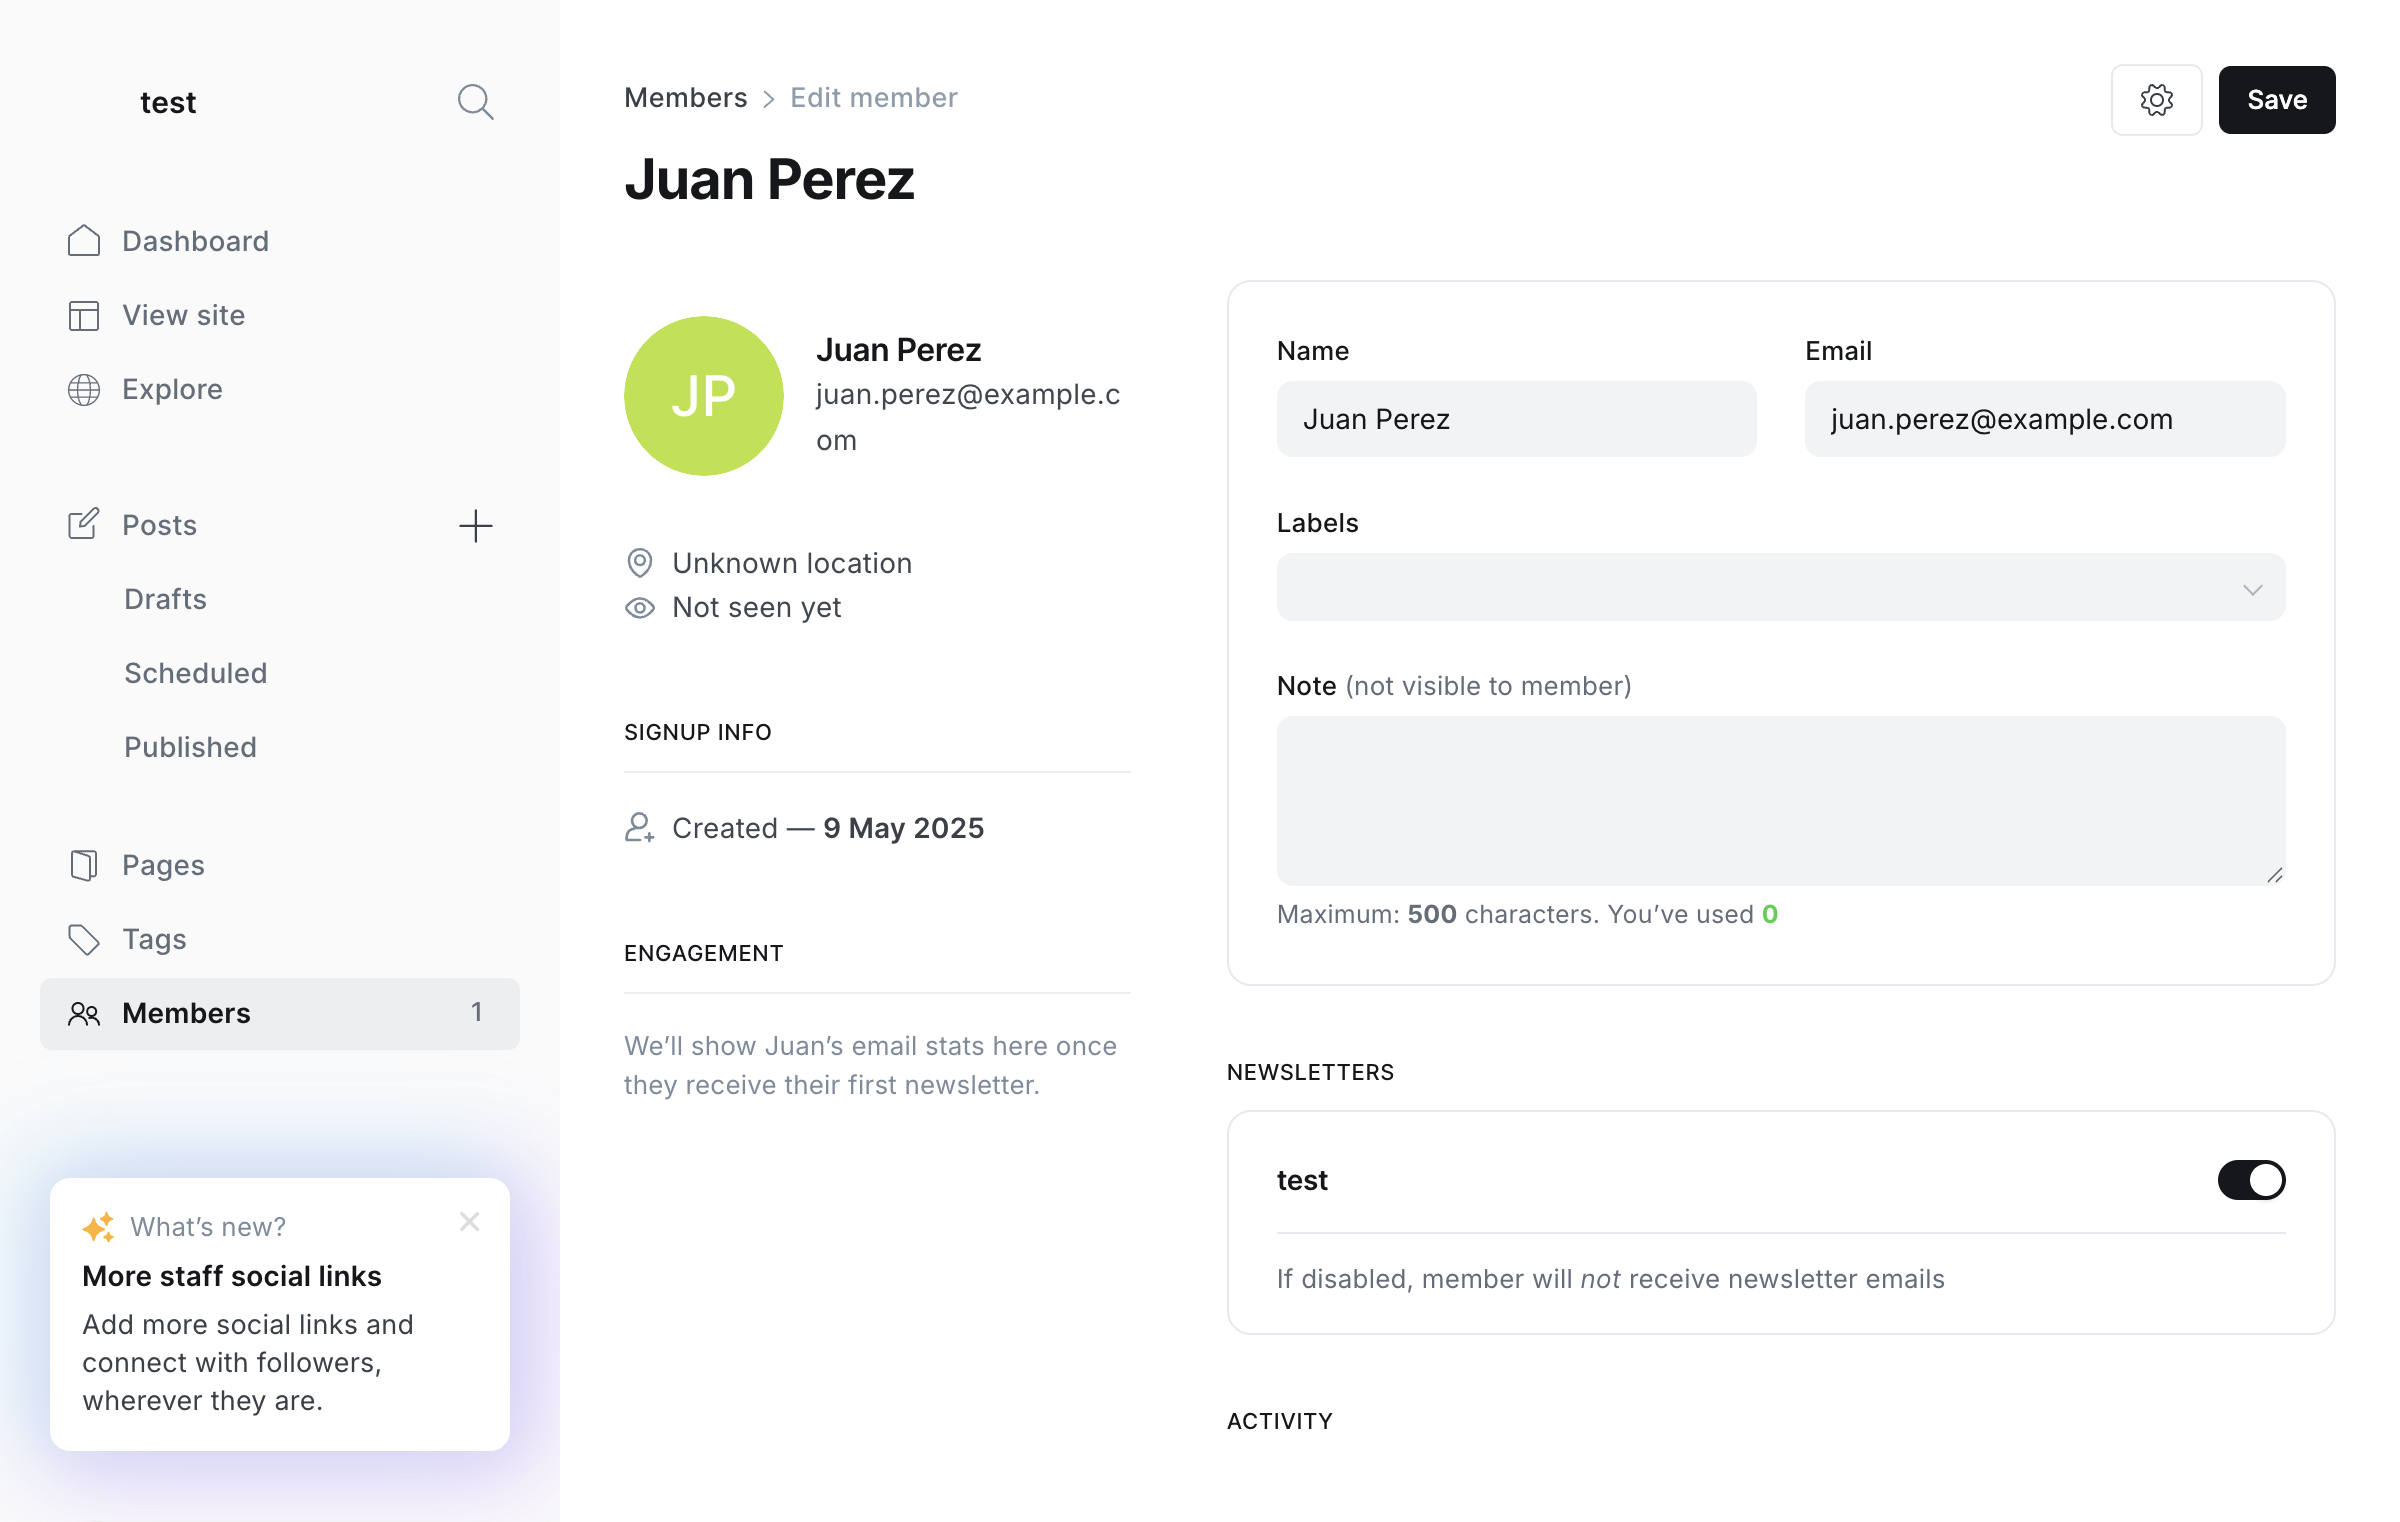 test
Dashboard
View site
Explore
Posts
Drafts
Scheduled
Published
Pages
Tags
Members 1
What's new?
More staff social links
Add more social links and
connect with followers,
wherever they are.
Members > Edit member
Save
Juan Perez
JP
Juan Perez
juan.perez@example.c
om
Unknown location
Not seen yet
SIGNUP INFO
Created — 9 May 2025
ENGAGEMENT
We'll show Juan's email stats here once
they receive their first newsletter.
Name
Juan Perez
Email
juan.perez@example.com
Labels
Note (not visible to member)
Maximum: 500 characters. You've used 0
NEWSLETTERS
test
If disabled, member will not receive newsletter emails
ACTIVITY